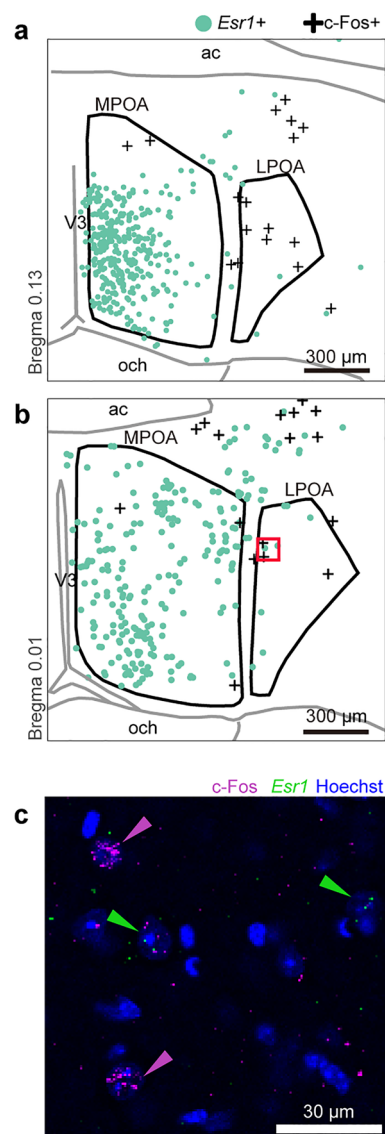 Esr1+ c-Fos+
a
ac
MPOA
LPOA
V3
Bregma 0.13
och
300 µm
b
ac
MPOA
LPOA
V3
Bregma 0.01
och
300 µm
c-Fos Esr1 Hoechst
c
30 µm